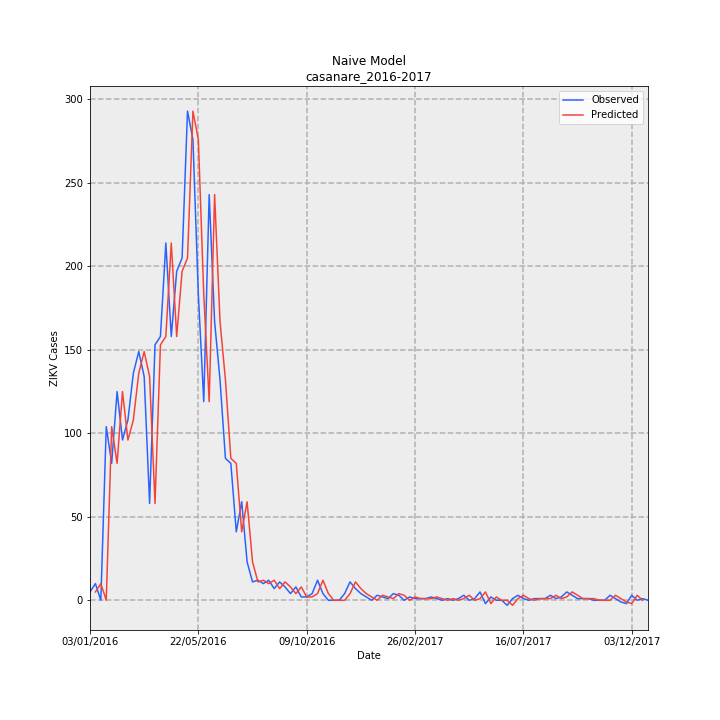 Naive Model
casanare_2016-2017
Observed
Predicted
300
250
200
150
100
50
0
ZIKV Cases
03/01/2016 22/05/2016 09/10/2016 26/02/2017 16/07/2017 03/12/2017
Date